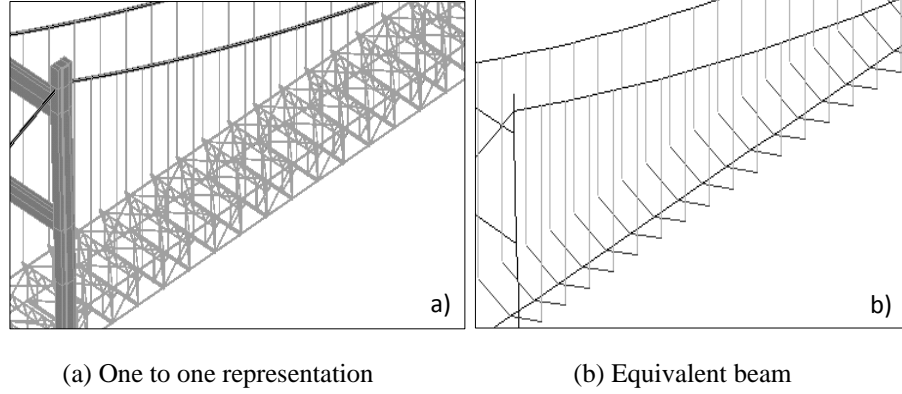 a)
b)
(a) One to one representation
(b) Equivalent beam